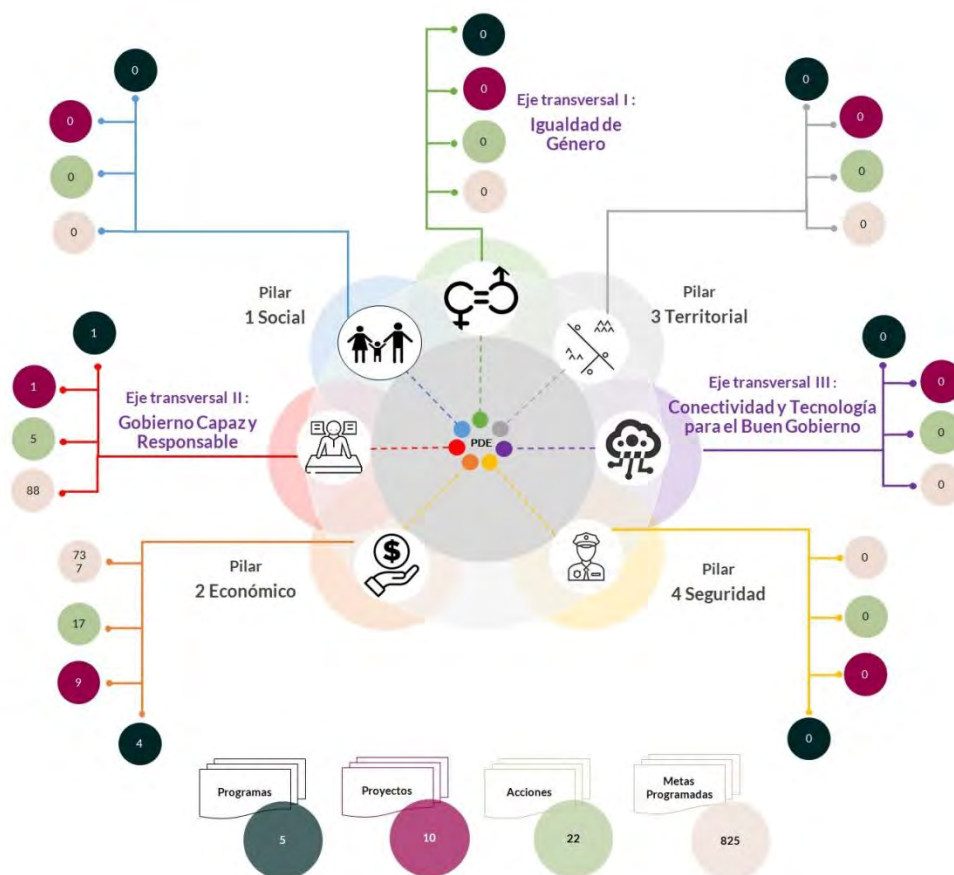 0
0
0
0
0
0
0
0
Eje transversal I :
Igualdad de
Género
0
0
0
0
Pilar
1 Social
Pilar
3 Territorial
1
1
5
88
Eje transversal II :
Gobierno Capaz y
Responsable
PDE
Eje transversal III :
Conectividad y Tecnología
para el Buen Gobierno
0
0
0
0
73
7
17
9
4
Pilar
2 Económico
$
Pilar
4 Seguridad
0
0
0
0
Programas
5
Proyectos
10
Acciones
22
Metas
Programadas
825